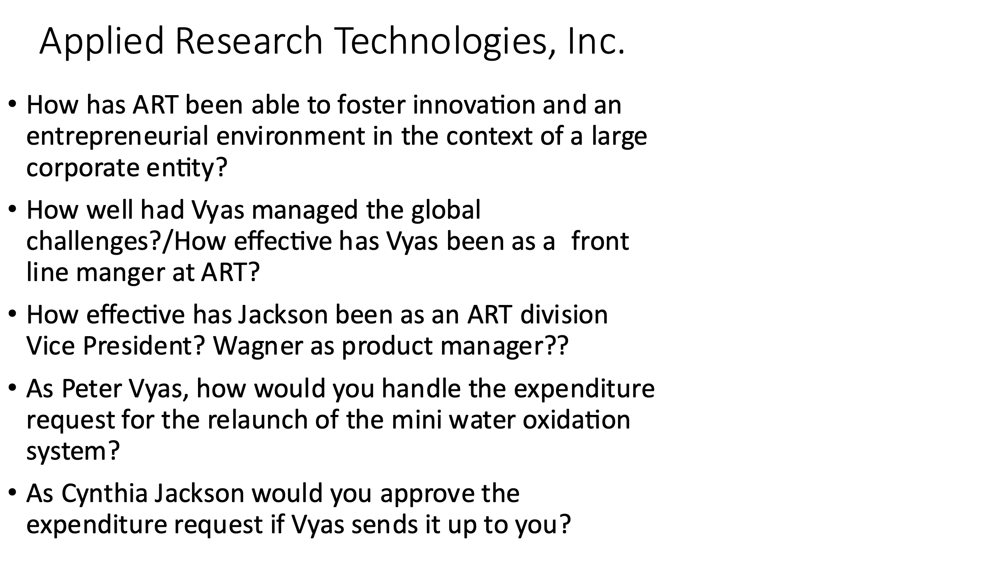 Applied Research Technologies, Inc.
• How has ART been able to foster innovation and an
entrepreneurial environment in the context of a large
corporate entity?
• How well had Vyas managed the global
challenges?/How effective has Vyas been as a front
line manger at ART?
• How effective has Jackson been as an ART division
Vice President? Wagner as product manager??
• As Peter Vyas, how would you handle the expenditure
request for the relaunch of the mini water oxidation
system?
• As Cynthia Jackson would you approve the
expenditure request if Vyas sends it up to you?